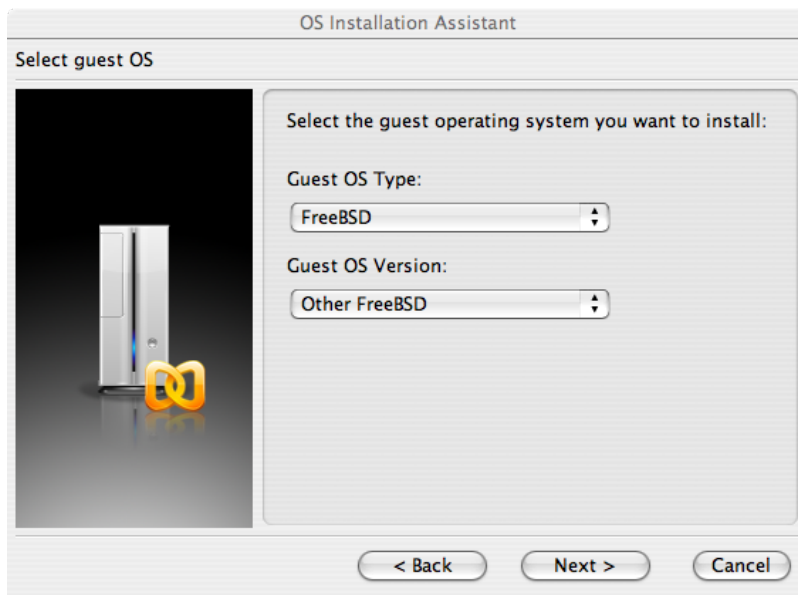 OS Installation Assistant
Select guest OS
Select the guest operating system you want to install:
Guest OS Type:
FreeBSD
Guest OS Version:
Other FreeBSD
< Back
Next >
Cancel